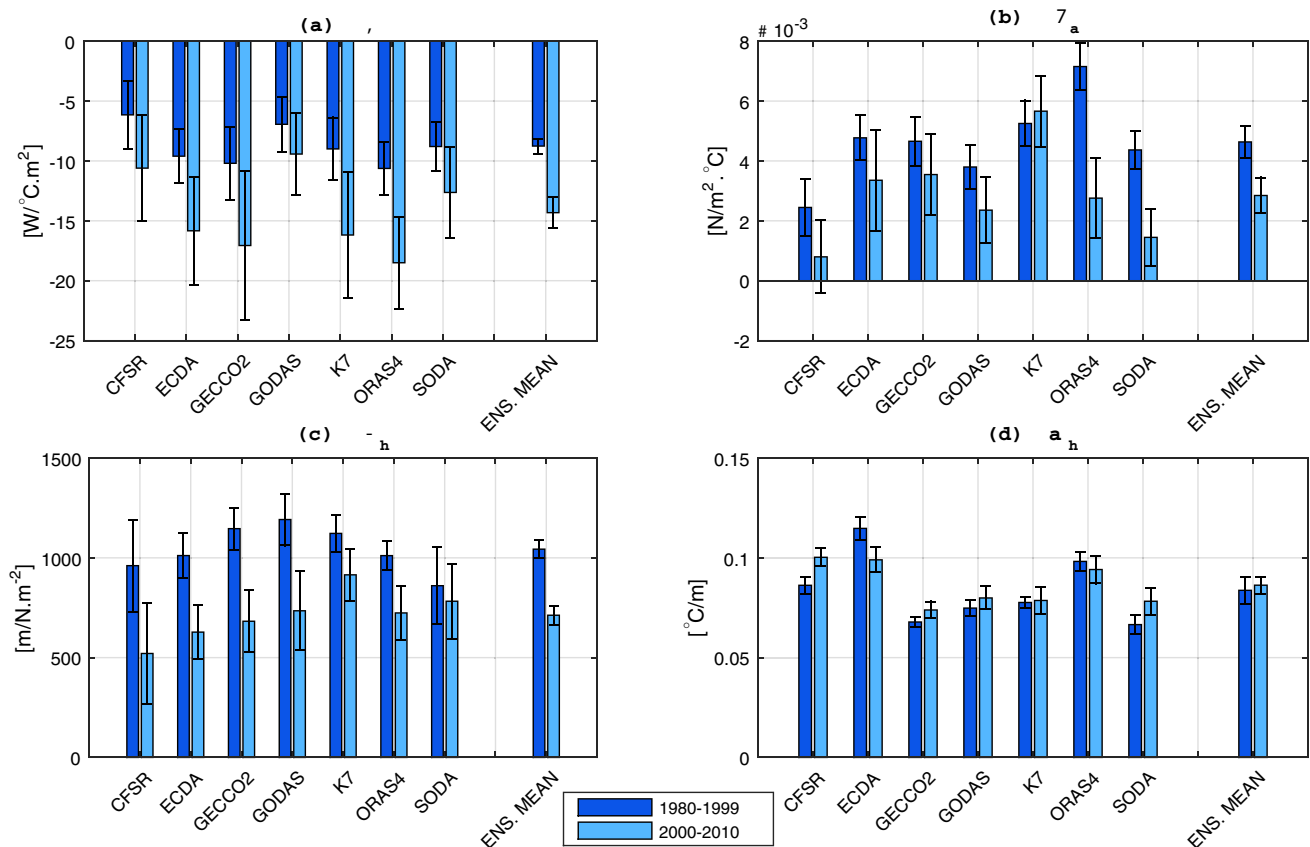 (a) ,
0
-5
-10
-15
-20
-25
[W/°C.m²]
CFSR
ECDA
GECCO2
GODAS
K7
ORAS4
SODA
ENS. MEAN
(b) 7a
# 10-3
8
6
4
2
0
-2
[N/m².°C]
CFSR
ECDA
GECCO2
GODAS
K7
ORAS4
SODA
ENS. MEAN
(c) -h
1500
1000
500
0
[m/N.m-2]
CFSR
ECDA
GECCO2
GODAS
K7
ORAS4
SODA
ENS. MEAN
(d) ah
0.15
0.1
0.05
0
[°C/m]
CFSR
ECDA
GECCO2
GODAS
K7
ORAS4
SODA
ENS. MEAN
1980-1999
2000-2010